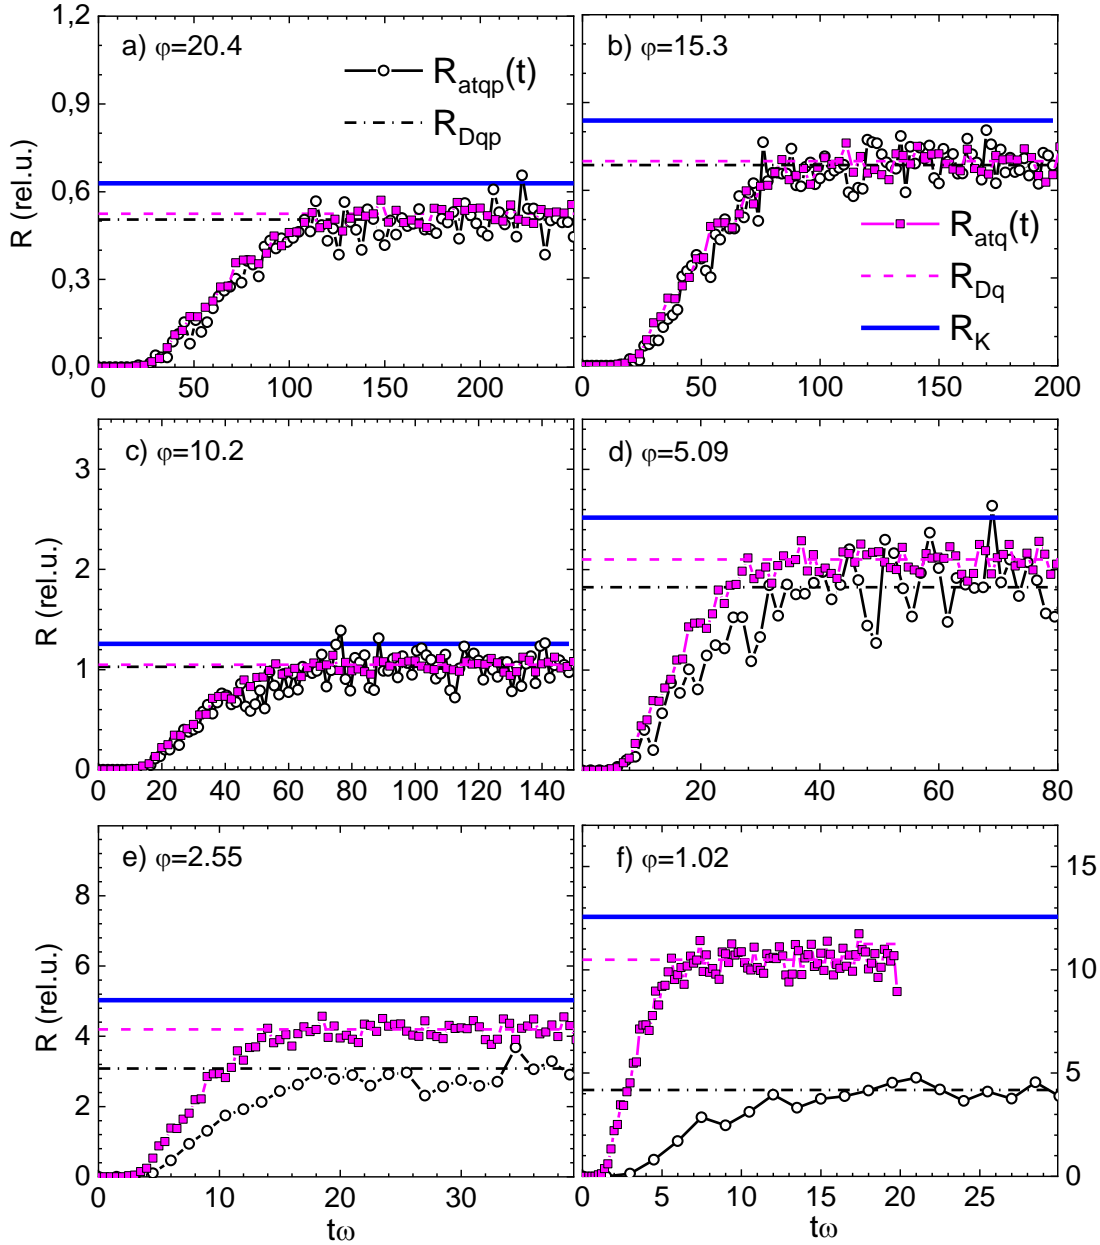 a) φ=20.4
R_atqp(t)
R_Dqp
R (rel.u.)
1,2
0,9
0,6
0,3
0,0
0 50 100 150 200
b) φ=15.3
R_atq(t)
R_Dq
R_K
0 50 100 150 200
c) φ=10.2
R (rel.u.)
3
2
1
0
0 20 40 60 80 100 120 140
d) φ=5.09
20 40 60 80
e) φ=2.55
R (rel.u.)
8
6
4
2
0
0 10 20 30
tω
f) φ=1.02
15
10
5
0
0 5 10 15 20 25
tω